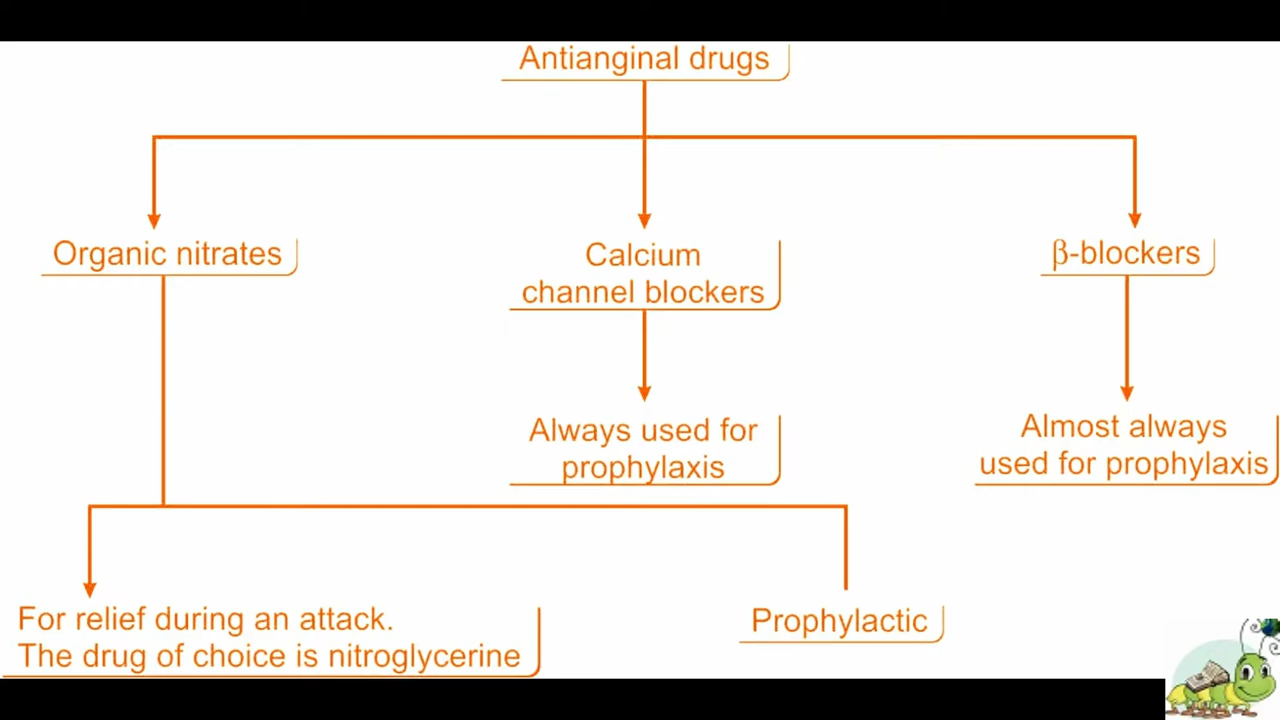 Antianginal drugs
Organic nitrates
Calcium
channel blockers
β-blockers
Always used for
prophylaxis
Almost always
used for prophylaxis
For relief during an attack.
The drug of choice is nitroglycerine
Prophylactic